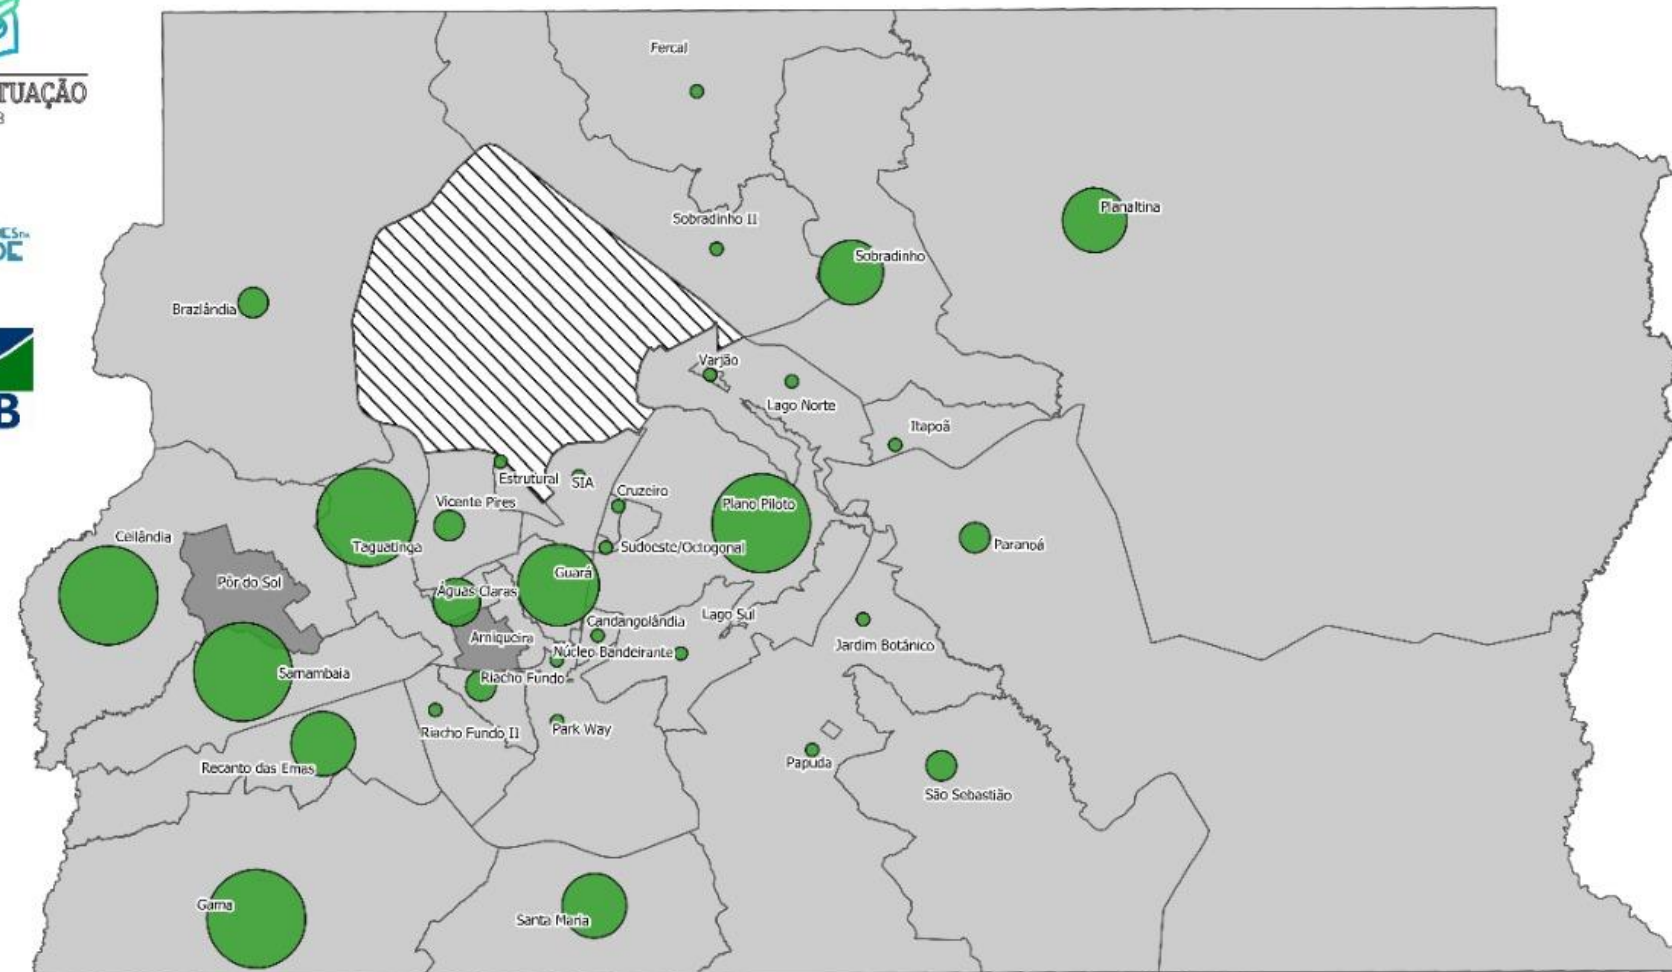 TUAÇÃO
Fercal
Planaltina
Sobradinho II
Sobradinho
Brazlândia
B
Varjão
Lago Norte
Itapoã
Estrutural
SIA
Cruzeiro
Vicente Pires
Plano Piloto
Ceilândia
Taguatinga
Sudoeste/Octogonal
Paranoá
Guará
Pôr do Sol
Águas Claras
Candangolândia
Lago Sul
Arniqueira
Núcleo Bandeirante
Jardim Botânico
Samambaia
Riacho Fundo
Riacho Fundo II
Park Way
Papuda
Recanto das Emas
São Sebastião
Gama
Santa Maria